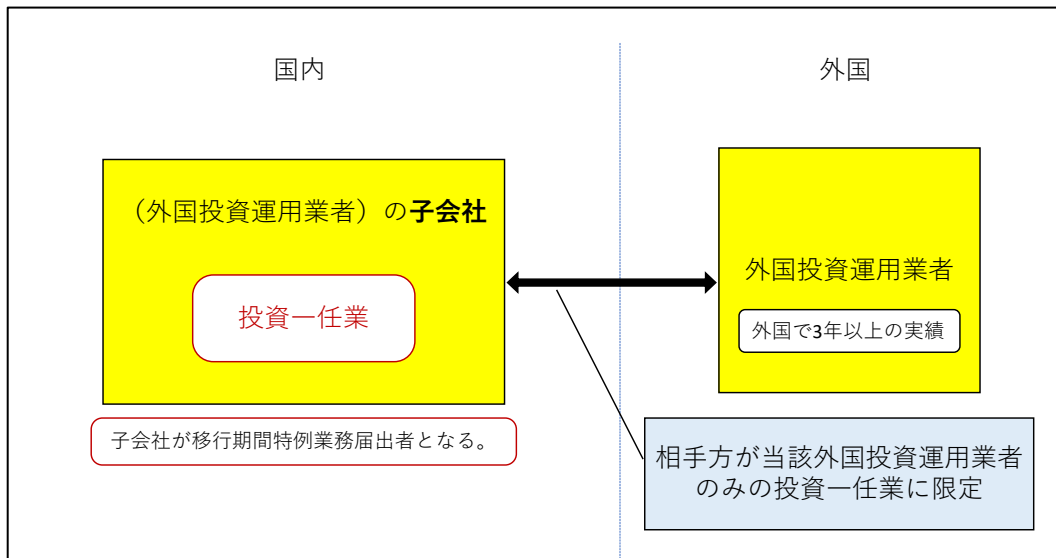 国内
外国
（外国投資運用業者）の子会社
投資一任業
子会社が移行期間特例業務届出者となる。
外国投資運用業者
外国で3年以上の実績
相手方が当該外国投資運用業者
のみの投資一任業に限定